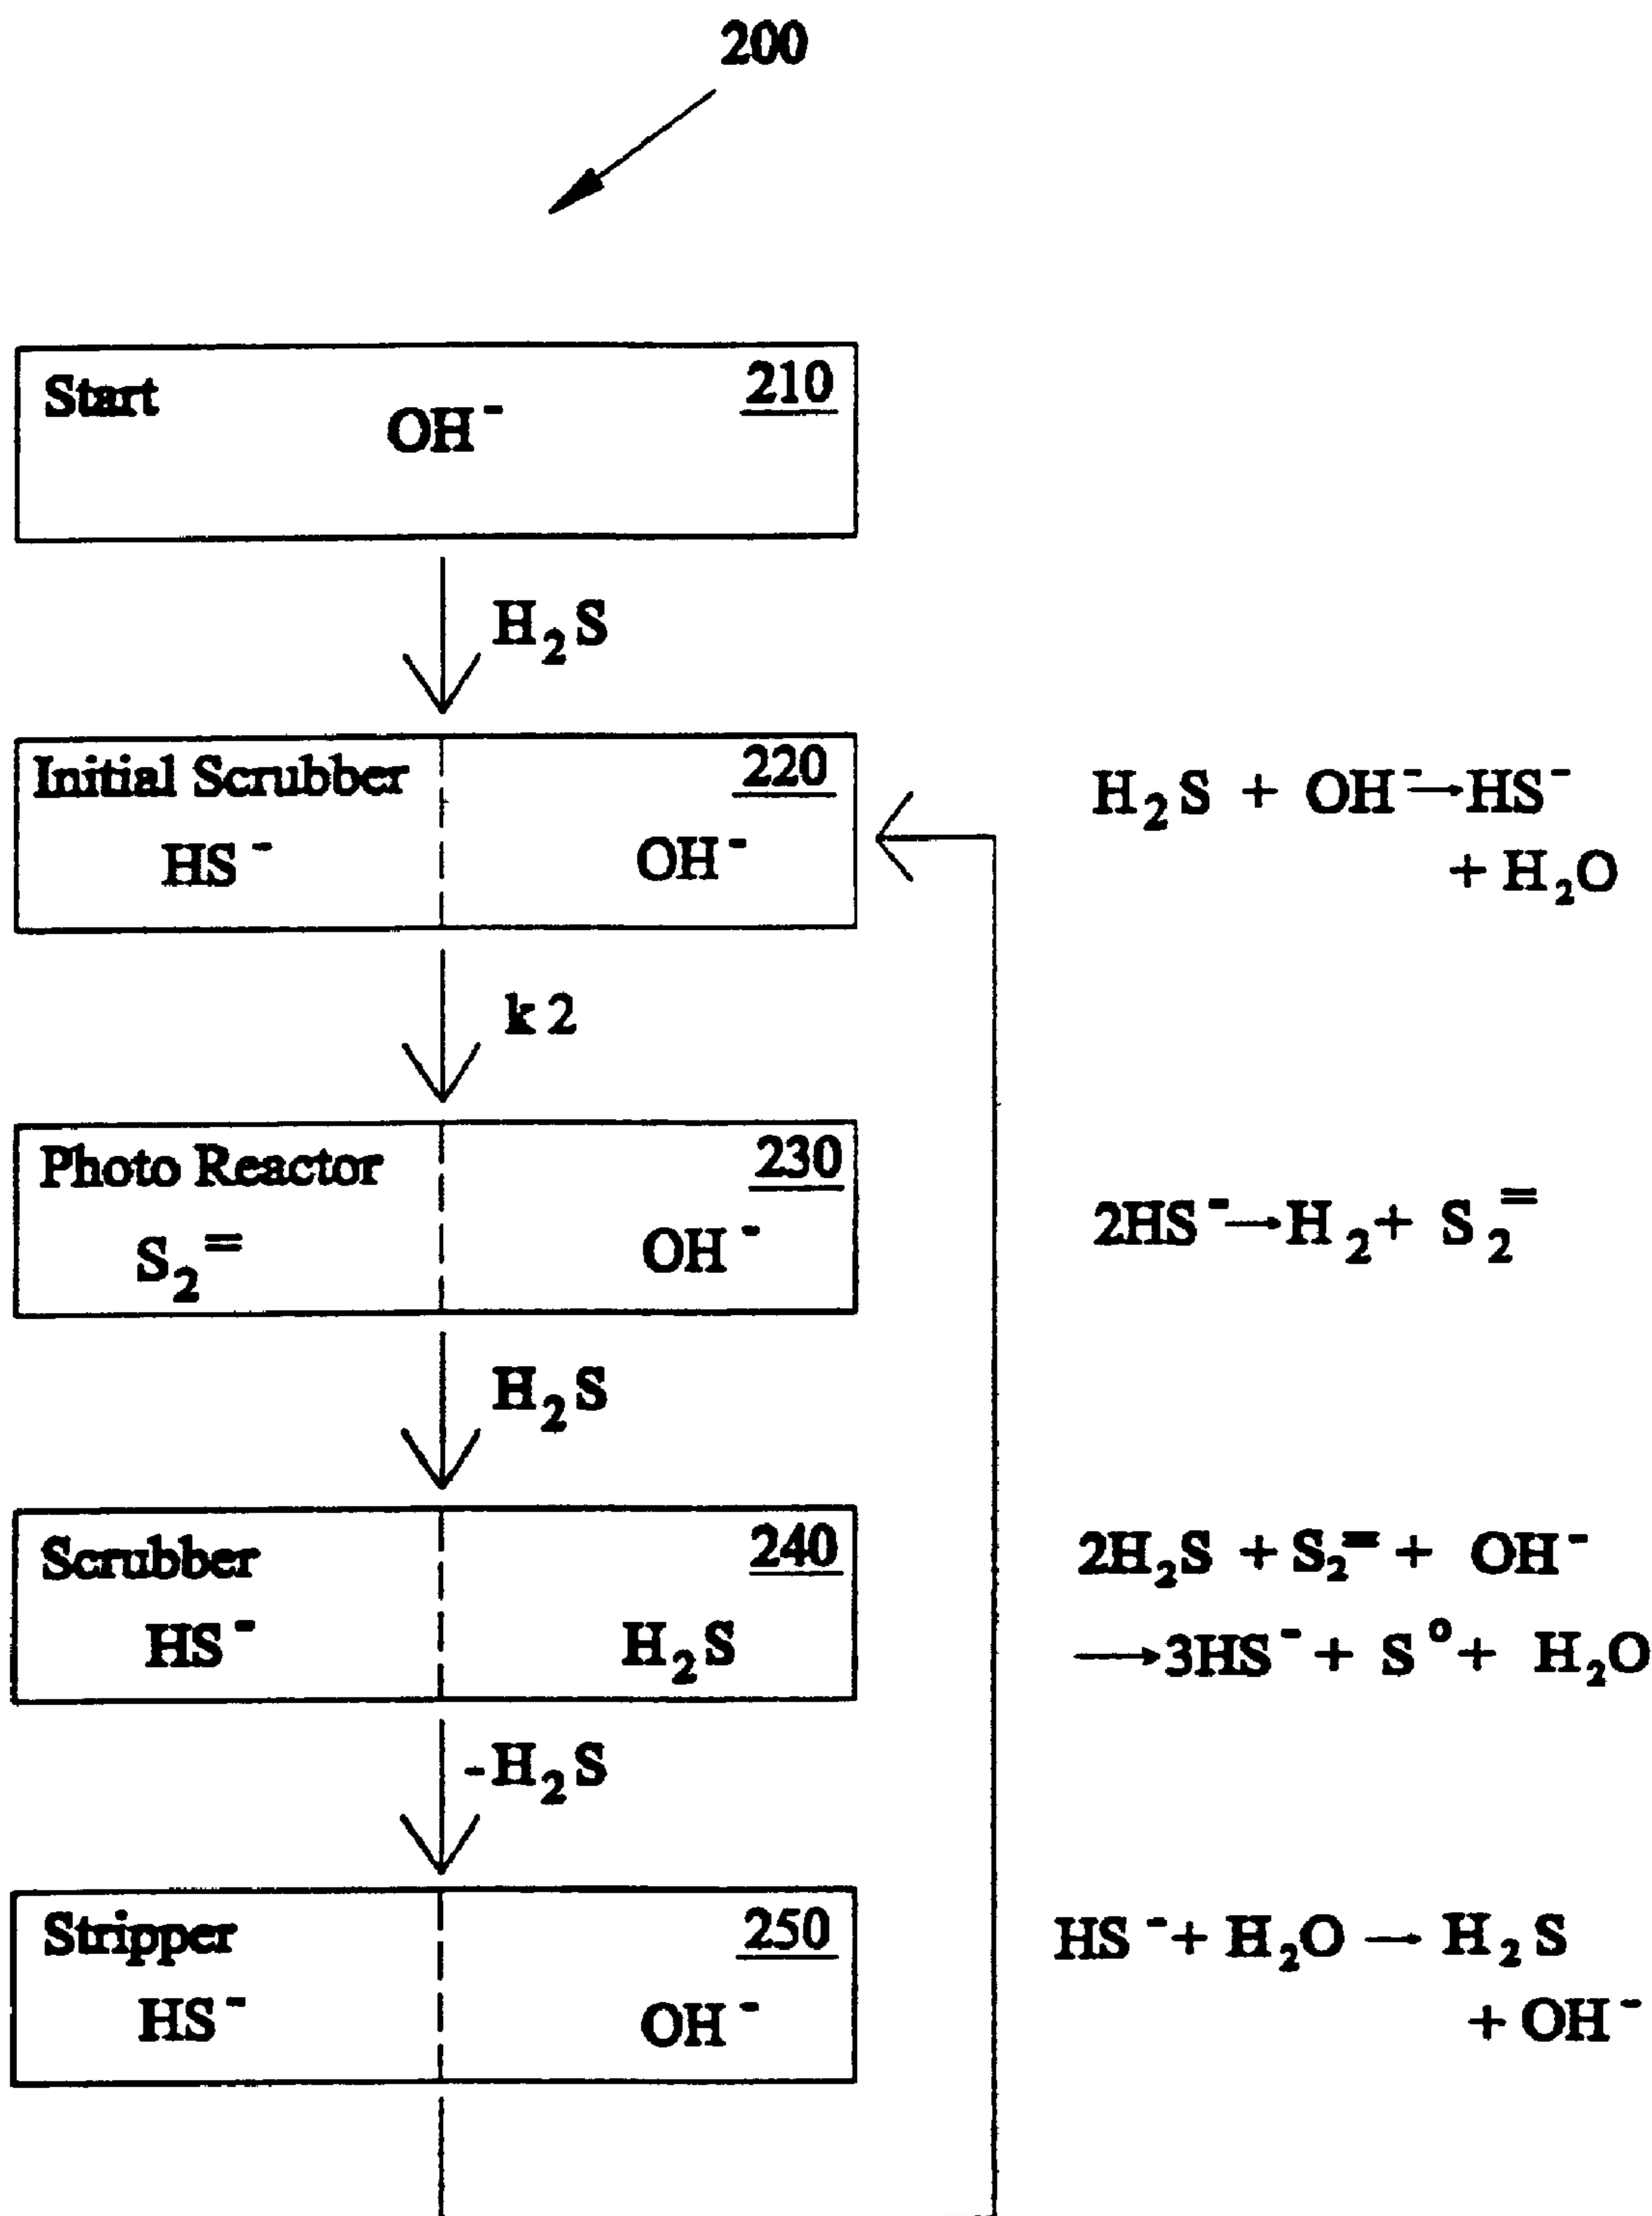 200
Start 210
OH⁻
H₂S
Initial Scrubber 220
HS⁻ OH⁻
H₂S + OH⁻→HS⁻
+ H₂O
k 2
Photo Reactor 230
S₂⁼ OH⁻
2HS⁻→H₂+ S₂⁼
H₂S
Scrubber 240
HS⁻ H₂S
2H₂S + S₂⁼ + OH⁻
→3HS⁻ + S° + H₂O
-H₂S
Stripper 250
HS⁻ OH⁻
HS⁻+ H₂O → H₂S
+ OH⁻